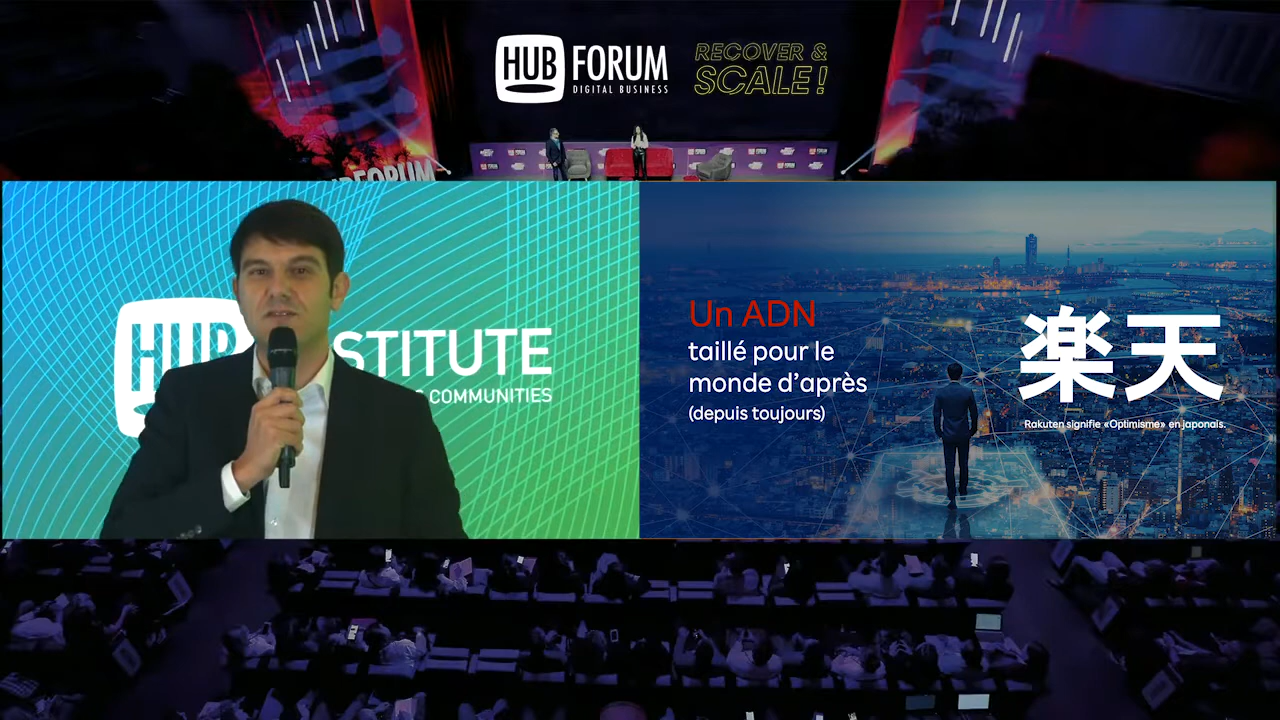 HUB FORUM
DIGITAL BUSINESS
RECOVER &
SCALE!
FORUM
HUB
STITUTE
COMMUNITIES
Un ADN
taillé pour le
monde d'après
(depuis toujours)
楽天
Rakuten signifie «Optimisme» en japonais.